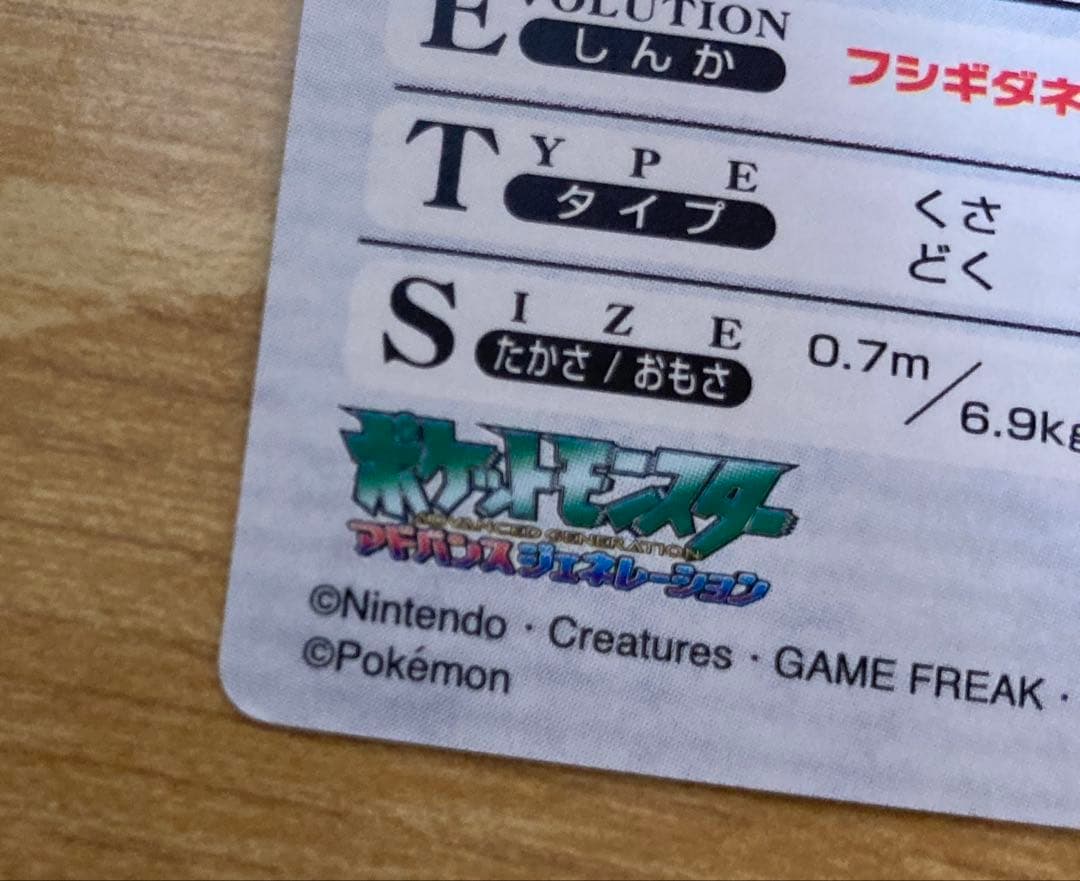 EVOLUTION
しんか フシギダネ
TYPE
タイプ
くさ
どく
SIZE
たかさ/おもさ
0.7m/
6.9kg
ポケットモンスター
ADVANCED GENERATION
アドバンスジェネレーション
©Nintendo・Creatures・GAME FREAK・
©Pokémon